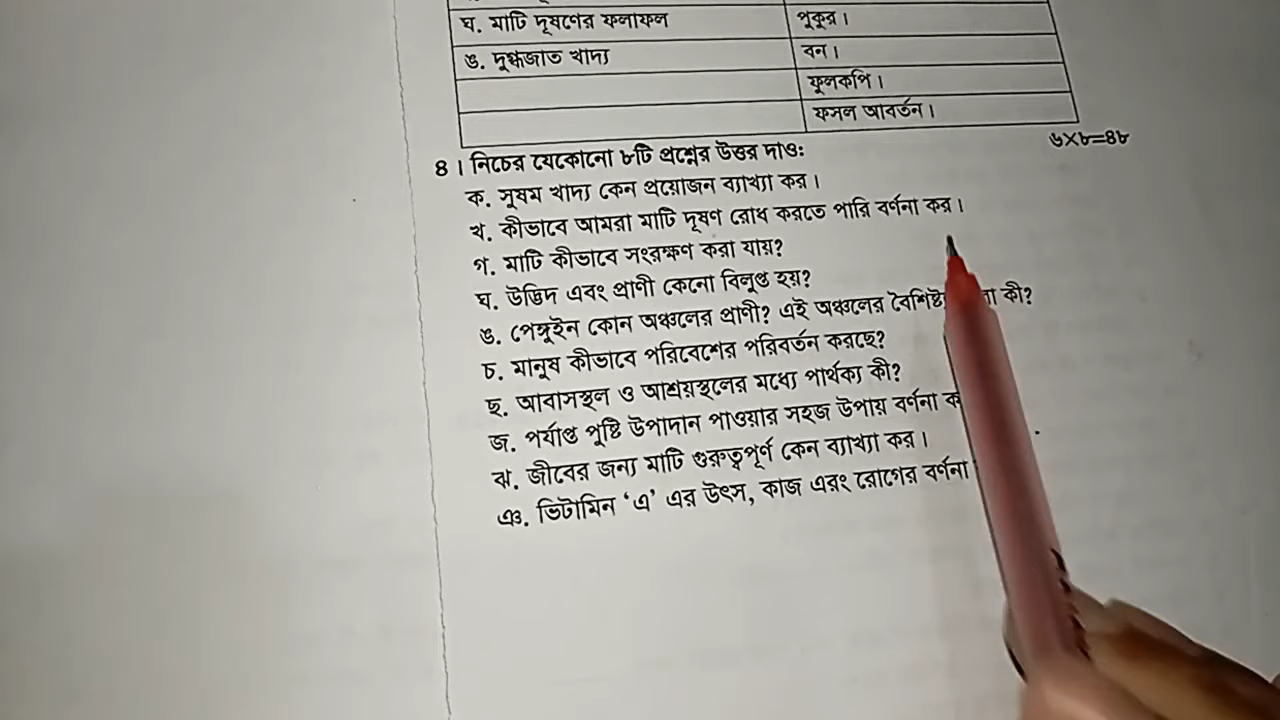 ঘ. মাটি দূষণের ফলাফল পুকুর।
ঙ. দুগ্ধজাত খাদ্য বন।
ফুলকপি।
ফসল আবর্তন।
৪। নিচের যেকোনো ৮টি প্রশ্নের উত্তর দাওঃ ৬×৮=৪৮
ক. সুষম খাদ্য কেন প্রয়োজন ব্যাখ্যা কর।
খ. কীভাবে আমরা মাটি দূষণ রোধ করতে পারি বর্ণনা কর।
গ. মাটি কীভাবে সংরক্ষণ করা যায়?
ঘ. উদ্ভিদ এবং প্রাণী কেনো বিলুপ্ত হয়?
ঙ. পেঙ্গুইন কোন অঞ্চলের প্রাণী? এই অঞ্চলের কী?
চ. মানুষ কীভাবে পরিবেশের পরিবর্তন করছে?
ছ. আবাসস্থল ও আশ্রয়স্থলের মধ্যে পার্থক্য কী?
জ. পর্যাপ্ত পুষ্টি উপাদান পাওয়ার সহজ উপায় বর্ণনা
ঝ. জীবের জন্য মাটি গুরুত্বপূর্ণ কেন ব্যাখ্যা কর।
ঞ. ভিটামিন ‘এ’ এর উৎস, কাজ এবং রোগের বর্ণনা